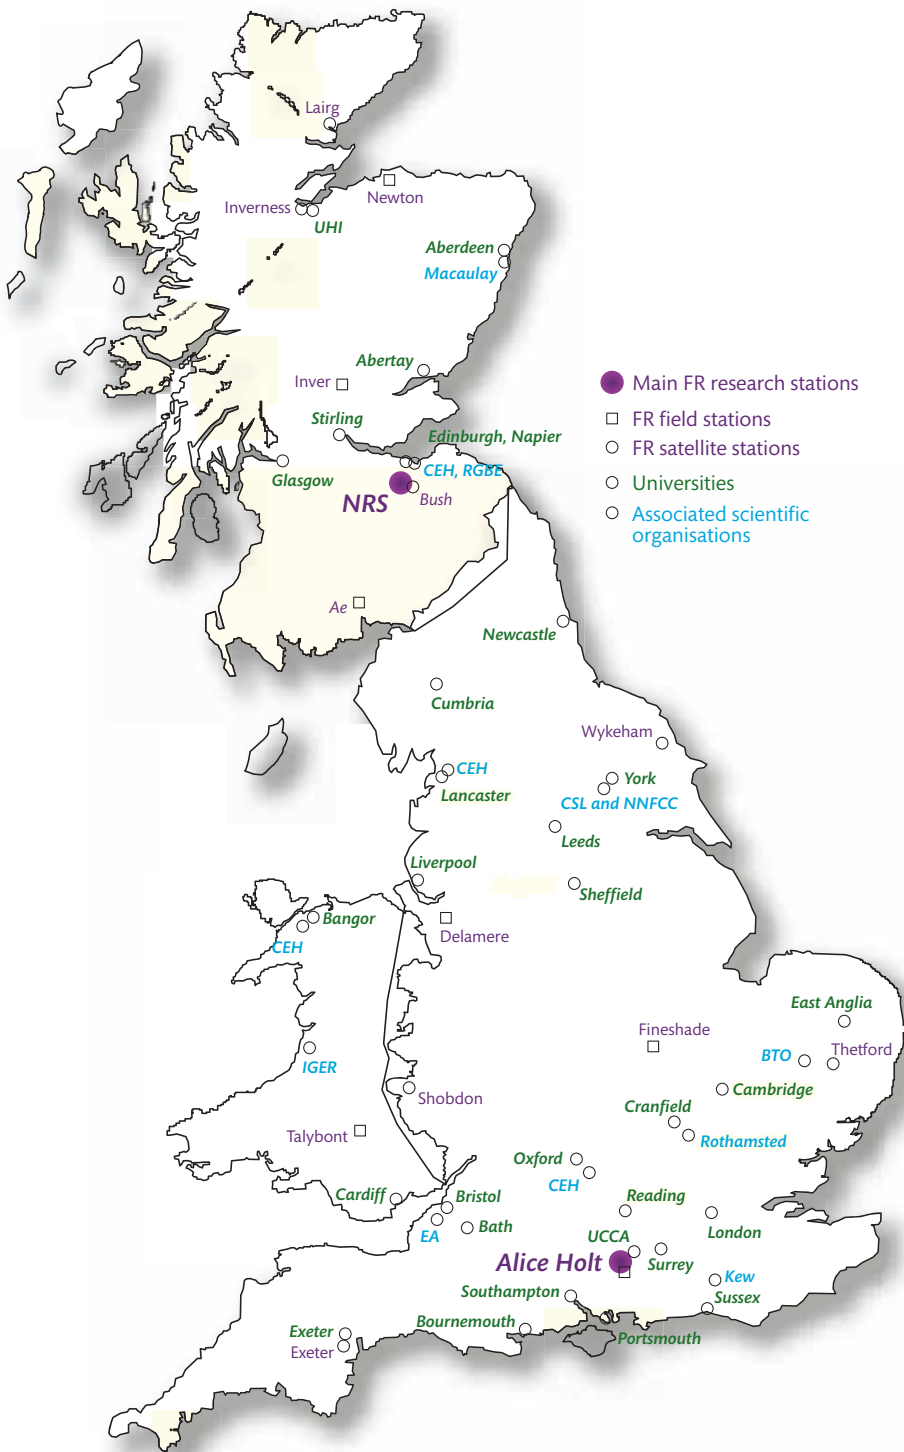 Lairg
Newton
Inverness
UHI
Aberdeen
Macaulay
Abertay
Inver
Main FR research stations
FR field stations
FR satellite stations
Universities
Associated scientific
organisations
Stirling
Edinburgh, Napier
Glasgow
CEH, RGBE
NRS
Bush
Ae
Newcastle
Cumbria
Wykeham
CEH
York
Lancaster
CSL and NNFCC
Leeds
Liverpool
Sheffield
Bangor
Delamere
CEH
East Anglia
Fineshade
BTO
Thetford
IGER
Shobdon
Cambridge
Cranfield
Talybont
Rothamsted
Oxford
CEH
Cardiff
Bristol
Reading
London
EA
Bath
UCCA
Surrey
Alice Holt
Kew
Southampton
Sussex
Bournemouth
Exeter
Portsmouth
Exeter